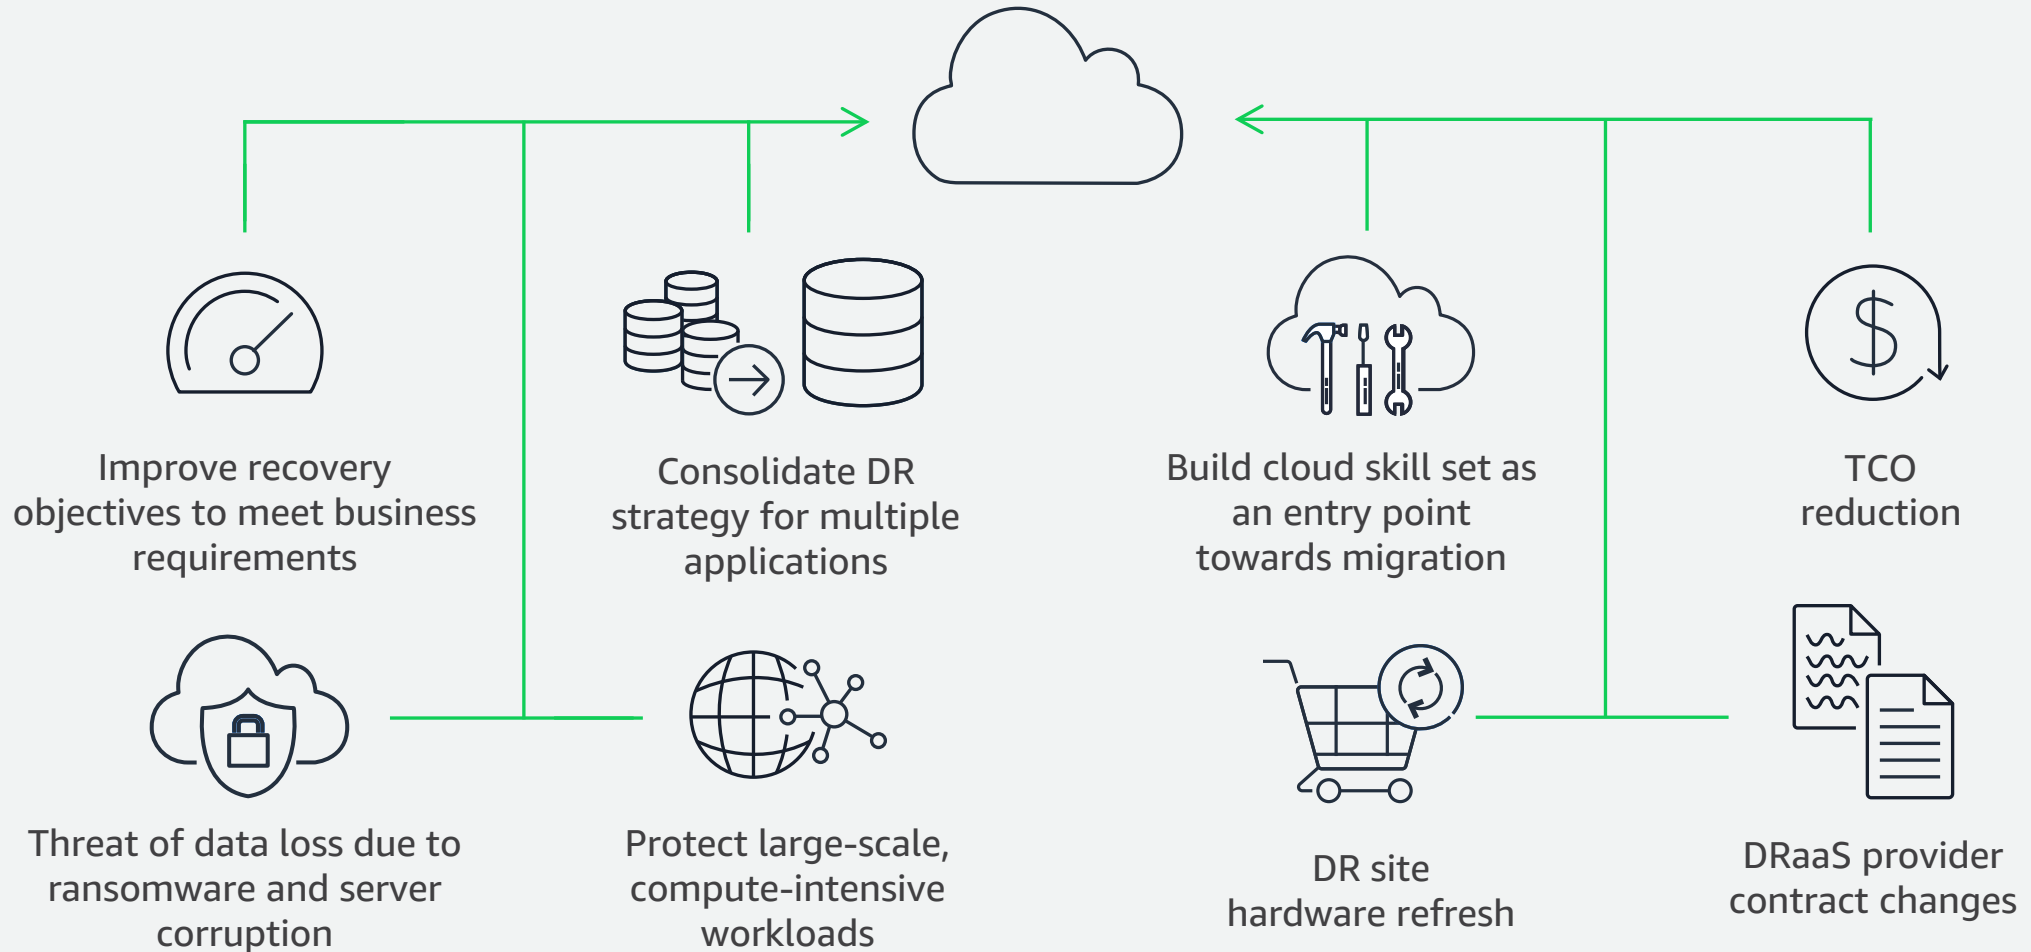 Improve recovery
objectives to meet business
requirements
Consolidate DR
strategy for multiple
applications
Build cloud skill set as
an entry point
towards migration
TCO
reduction
Threat of data loss due to
ransomware and server
corruption
Protect large-scale,
compute-intensive
workloads
DR site
hardware refresh
DRaaS provider
contract changes